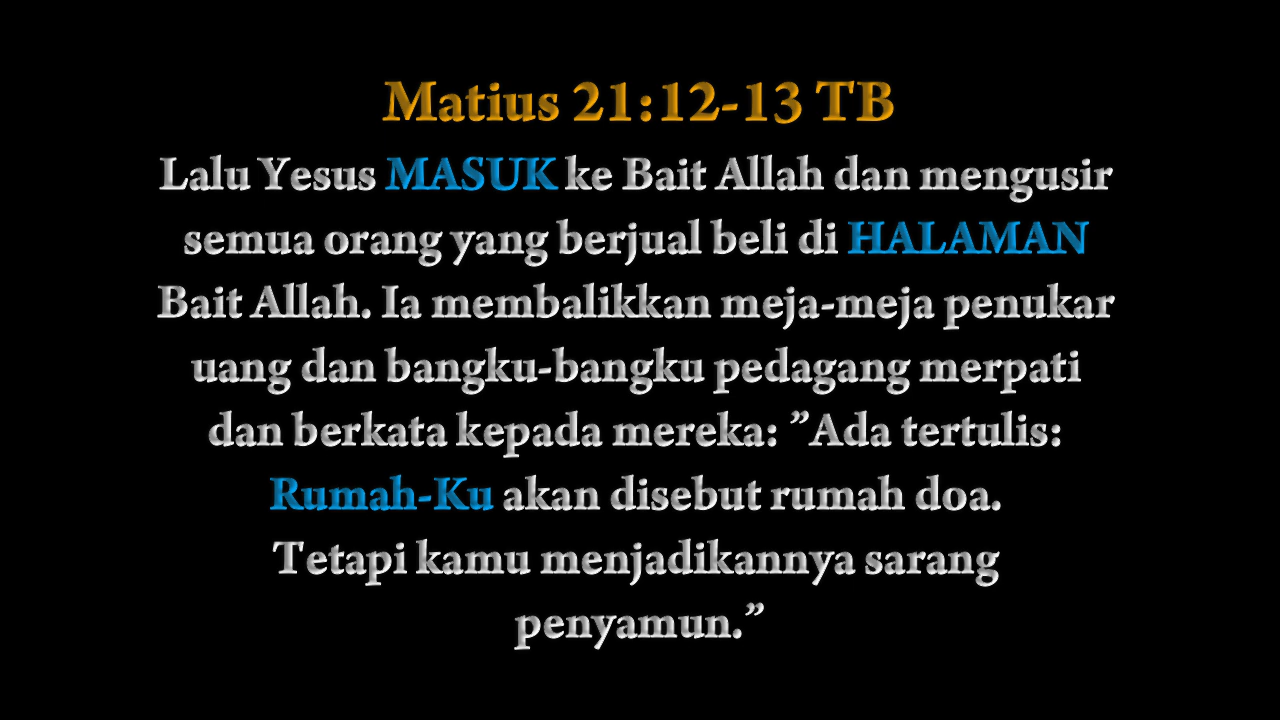 Matius 21:12-13 TB
Lalu Yesus MASUK ke Bait Allah dan mengusir
semua orang yang berjual beli di HALAMAN
Bait Allah. Ia membalikkan meja-meja penukar
uang dan bangku-bangku pedagang merpati
dan berkata kepada mereka: ”Ada tertulis:
Rumah-Ku akan disebut rumah doa.
Tetapi kamu menjadikannya sarang
penyamun.”